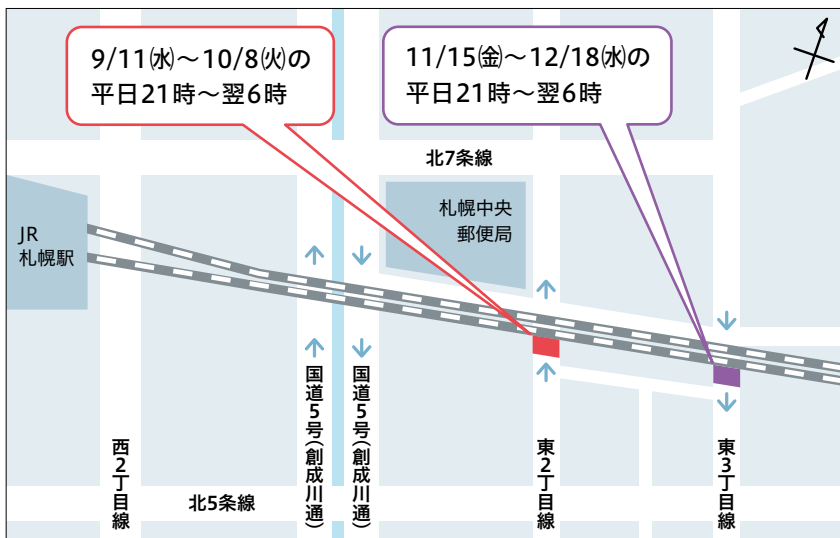 9/11㈬~10/8㈫の
平日21時~翌6時
11/15㈮~12/18㈬の
平日21時~翌6時
北7条線
JR
札幌駅
札幌中央
郵便局
西2丁目線
国道5号(創成川通)
国道5号(創成川通)
東2丁目線
東3丁目線
北5条線